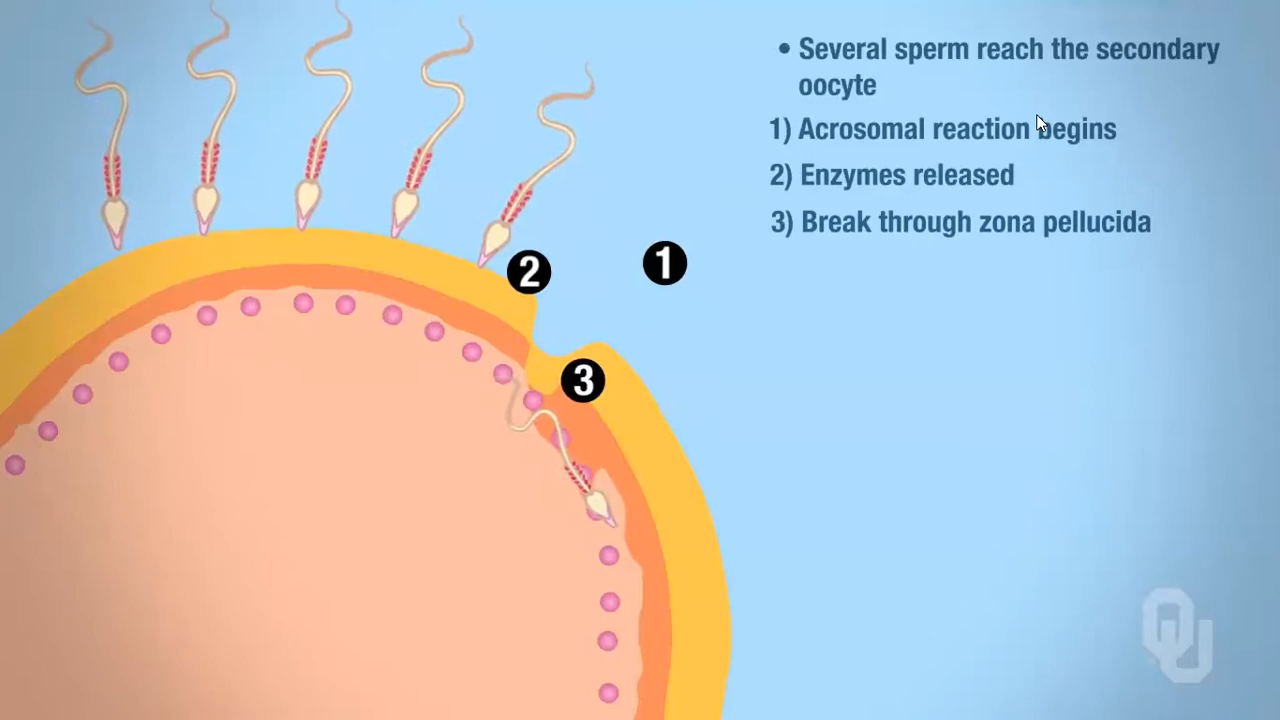 • Several sperm reach the secondary
oocyte
1) Acrosomal reaction begins
2) Enzymes released
3) Break through zona pellucida
2
1
3
OU